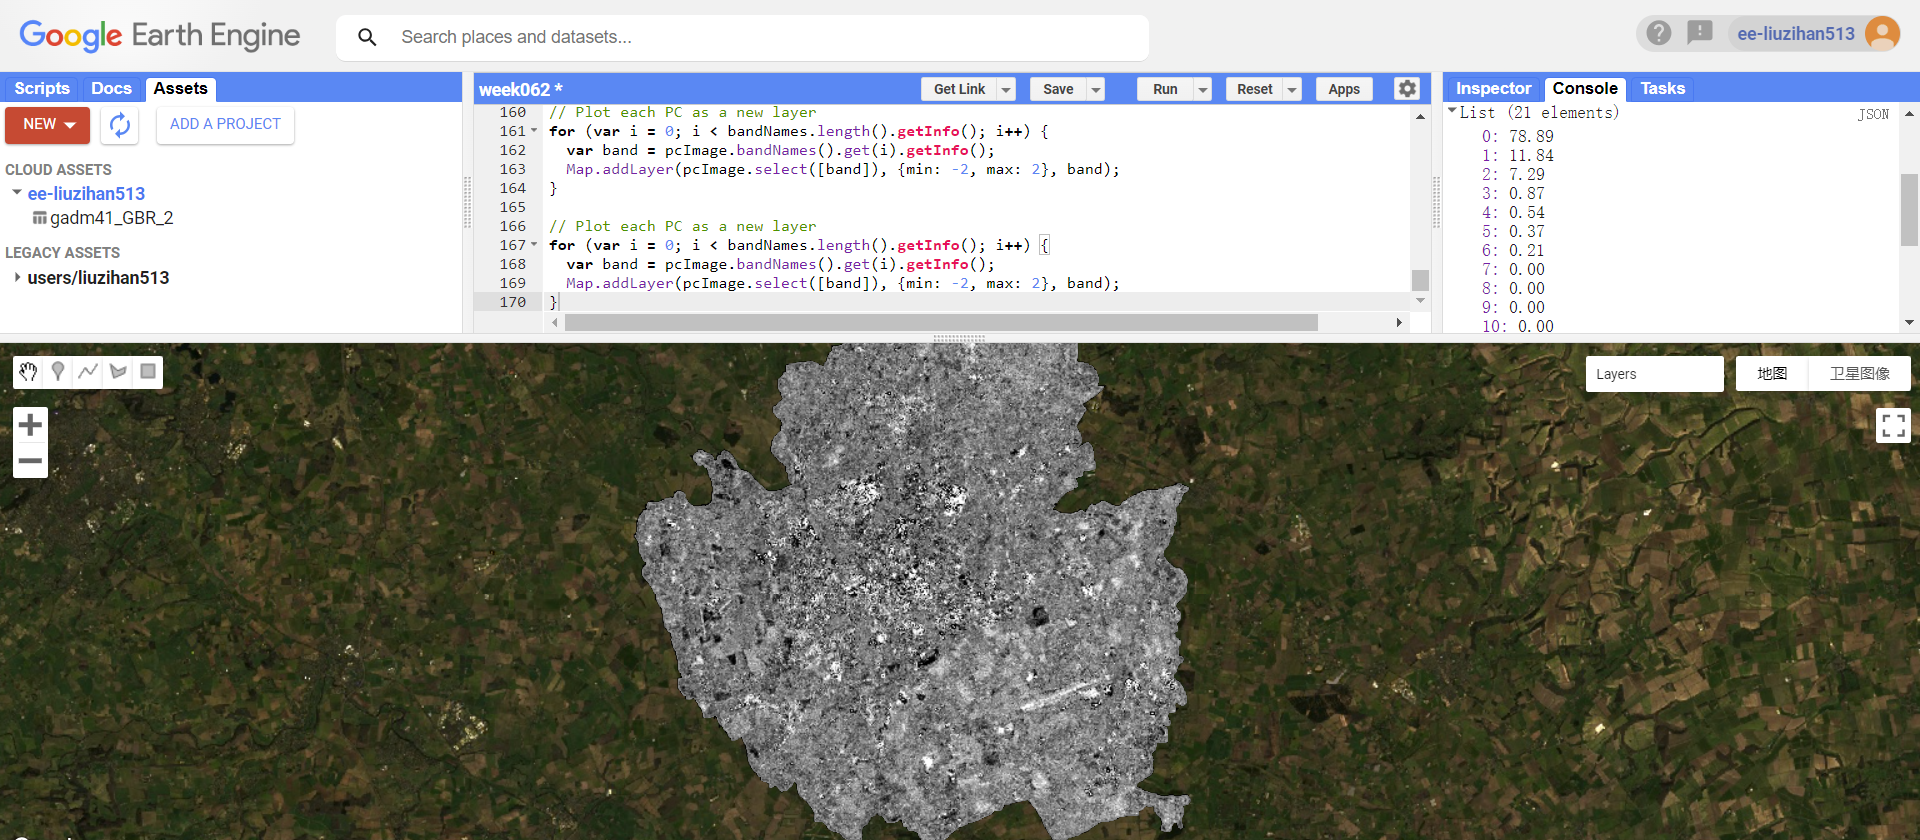 Google Earth Engine
Search places and datasets...
ee-liuzihan513
Scripts
Docs
Assets
NEW
ADD A PROJECT
CLOUD ASSETS
ee-liuzihan513
gadm41_GBR_2
LEGACY ASSETS
users/liuzihan513
week062 *
Get Link
Save
Run
Reset
Apps
160 // Plot each PC as a new layer
161 for (var i = 0; i < bandNames.length().getInfo(); i++) {
162 var band = pcImage.bandNames().get(i).getInfo();
163 Map.addLayer(pcImage.select([band]), {min: -2, max: 2}, band);
164 }
165
166 // Plot each PC as a new layer
167 for (var i = 0; i < bandNames.length().getInfo(); i++) {
168 var band = pcImage.bandNames().get(i).getInfo();
169 Map.addLayer(pcImage.select([band]), {min: -2, max: 2}, band);
170 }
Inspector
Console
Tasks
List (21 elements)
JSON
0: 78.89
1: 11.84
2: 7.29
3: 0.87
4: 0.54
5: 0.37
6: 0.21
7: 0.00
8: 0.00
9: 0.00
10: 0.00
Layers
地图
卫星图像